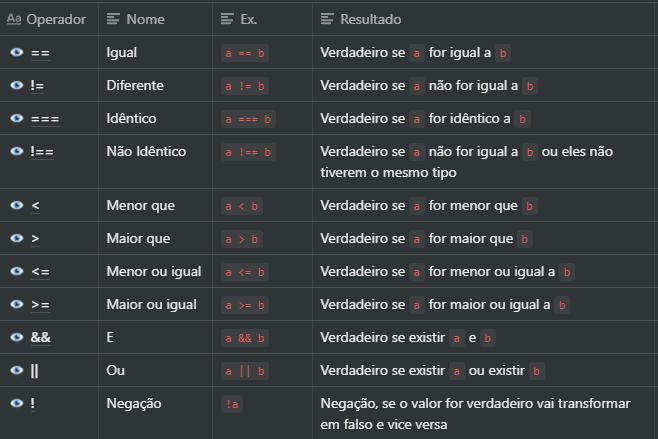 Aa Operador Nome Ex. Resultado
== Igual a == b Verdadeiro se a for igual a b
!= Diferente a != b Verdadeiro se a não for igual a b
=== Idêntico a === b Verdadeiro se a for idêntico a b
!== Não Idêntico a !== b Verdadeiro se a não for igual a b ou eles não
tiverem o mesmo tipo
< Menor que a < b Verdadeiro se a for menor que b
> Maior que a > b Verdadeiro se a for maior que b
<= Menor ou igual a <= b Verdadeiro se a for menor ou igual a b
>= Maior ou igual a >= b Verdadeiro se a for maior ou igual a b
&& E a && b Verdadeiro se existir a e b
|| Ou a || b Verdadeiro se existir a ou existir b
! Negação !a Negação, se o valor for verdadeiro vai transformar
em falso e vice versa